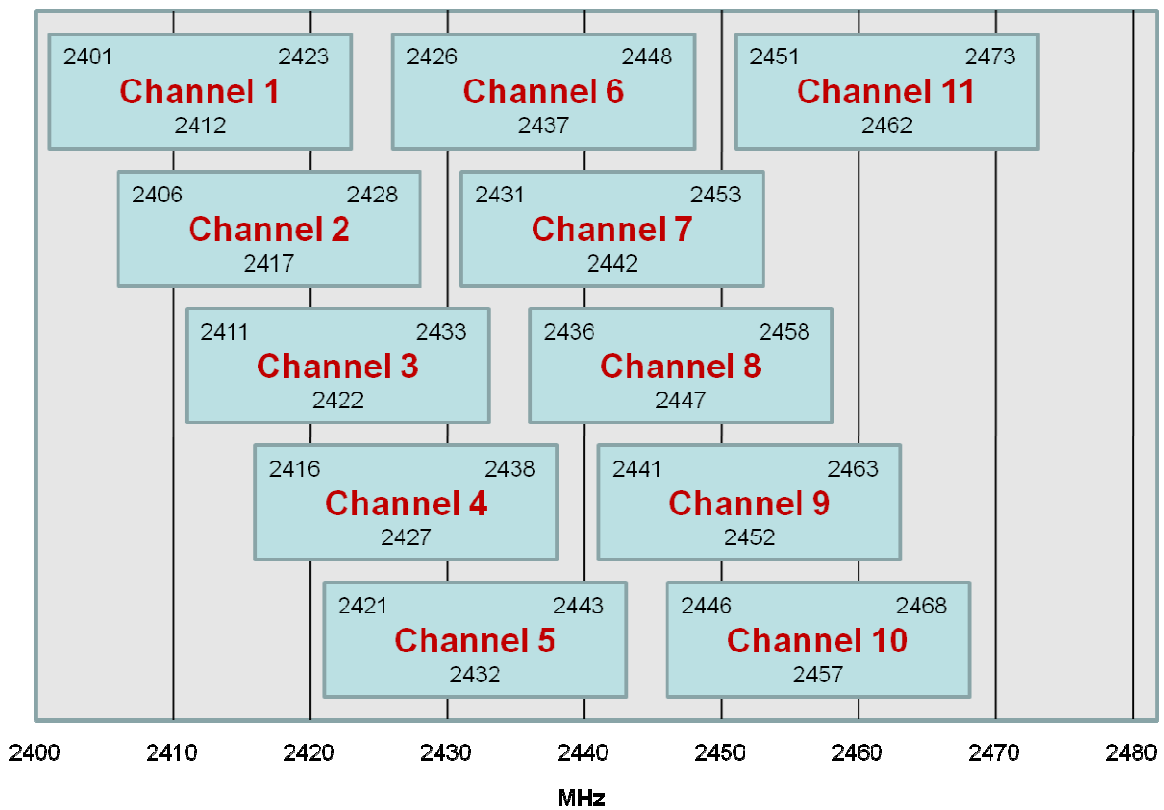 2401 2423 2426 2448 2451 2473
Channel 1 Channel 6 Channel 11
2412 2437 2462
2406 2428 2431 2453
Channel 2 Channel 7
2417 2442
2411 2433 2436 2458
Channel 3 Channel 8
2422 2447
2416 2438 2441 2463
Channel 4 Channel 9
2427 2452
2421 2443 2446 2468
Channel 5 Channel 10
2432 2457
2400 2410 2420 2430 2440 2450 2460 2470 2480
MHz